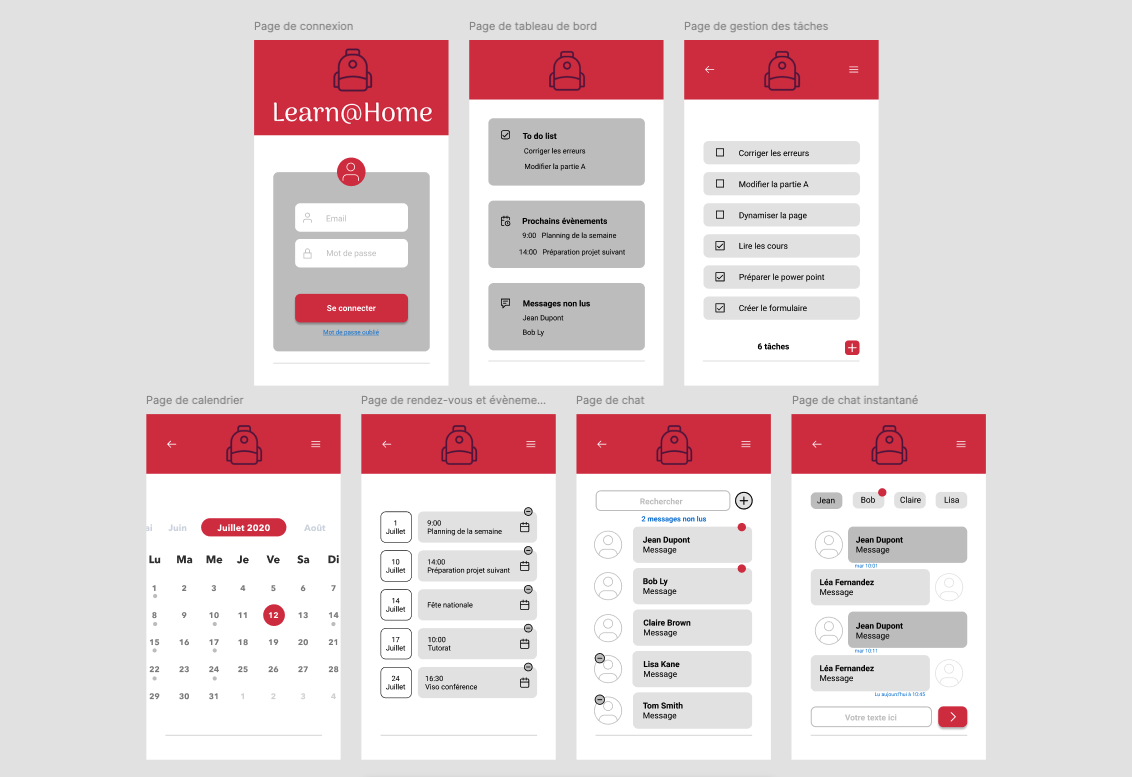 Page de connexion
Learn@Home
Email
Mot de passe
Se connecter
Mot de passe oublié
Page de tableau de bord
To do list
Corriger les erreurs
Modifier la partie A
Prochains évènements
9:00 Planning de la semaine
14:00 Préparation projet suivant
Messages non lus
Jean Dupont
Bob Ly
Page de gestion des tâches
Corriger les erreurs
Modifier la partie A
Dynamiser la page
Lire les cours
Préparer le power point
Créer le formulaire
6 tâches
Page de calendrier
ai Juin Juillet 2020 Août
Lu Ma Me Je Ve Sa Di
1 2 3 4 5 6 7
8 9 10 11 12 13 14
15 16 17 18 19 20 21
22 23 24 25 26 27 28
29 30 31 1 2 3 4
Page de rendez-vous et évèneme...
1
Juillet
9:00
Planning de la semaine
10
Juillet
14:00
Préparation projet suivant
14
Juillet
Fête nationale
17
Juillet
10:00
Tutorat
24
Juillet
16:30
Viso conférence
Page de chat
Rechercher
2 messages non lus
Jean Dupont
Message
Bob Ly
Message
Claire Brown
Message
Lisa Kane
Message
Tom Smith
Message
Page de chat instantané
Jean Bob Claire Lisa
Jean Dupont
Message
mar 10:01
Léa Fernandez
Message
Jean Dupont
Message
mar 10:11
Léa Fernandez
Message
Lu aujourl'hui à 10:45
Votre texte ici